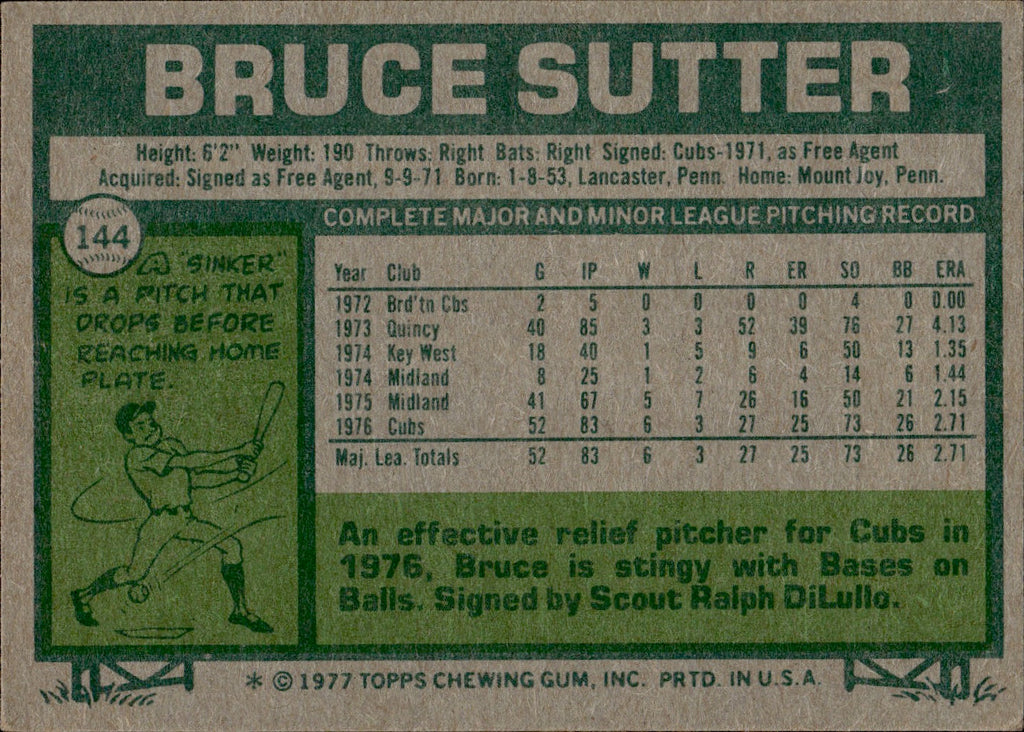 BRUCE SUTTER
Height: 6'2" Weight: 190 Throws: Right Bats: Right Signed: Cubs-1971, as Free Agent
Acquired: Signed as Free Agent, 9-9-71 Born: 1-8-53, Lancaster, Penn. Home: Mount Joy, Penn.
144
A "SINKER"
IS A PITCH THAT
DROPS BEFORE
REACHING HOME
PLATE.
COMPLETE MAJOR AND MINOR LEAGUE PITCHING RECORD
Year Club G IP W L R ER SO BB ERA
1972 Brd'tn Cbs 2 5 0 0 0 0 4 0 0.00
1973 Quincy 40 85 3 3 52 39 76 27 4.13
1974 Key West 18 40 1 5 9 6 50 13 1.35
1974 Midland 8 25 1 2 6 4 14 6 1.44
1975 Midland 41 67 5 7 26 16 50 21 2.15
1976 Cubs 52 83 6 3 27 25 73 26 2.71
Maj. Lea. Totals 52 83 6 3 27 25 73 26 2.71
An effective relief pitcher for Cubs in
1976, Bruce is stingy with Bases on
Balls. Signed by Scout Ralph DiLullo.
* © 1977 TOPPS CHEWING GUM, INC. PRTD. IN U.S.A.